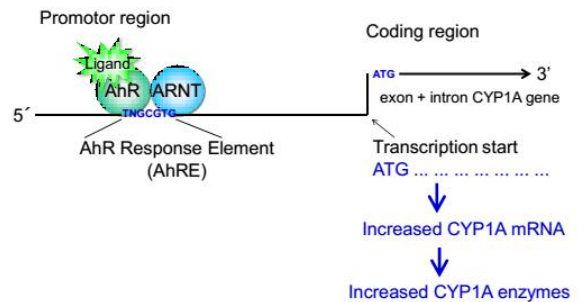 Promotor region
Coding region
Ligand
AhR
ARNT
ATG
3’
exon + intron CYP1A gene
5´
TNGCGTG
AhR Response Element
(AhRE)
Transcription start
ATG ... ... ... ... ... ...
Increased CYP1A mRNA
Increased CYP1A enzymes